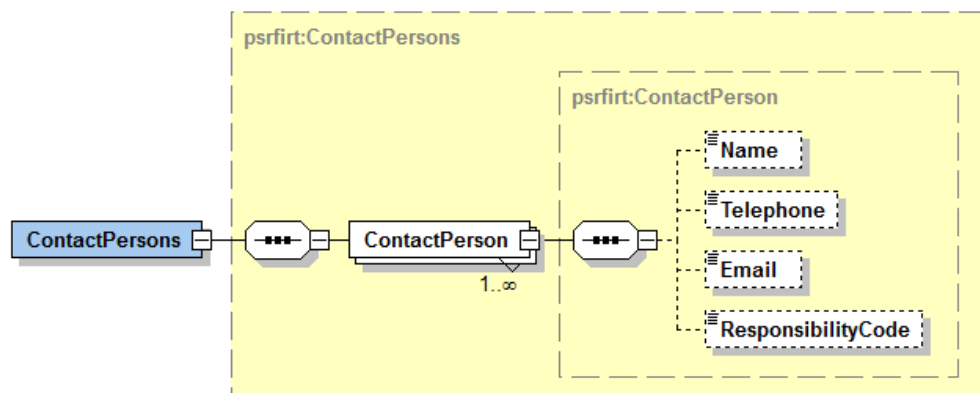 psrfirt:ContactPersons
psrfirt:ContactPerson
Name
Telephone
ContactPersons
ContactPerson
1..∞
Email
ResponsibilityCode